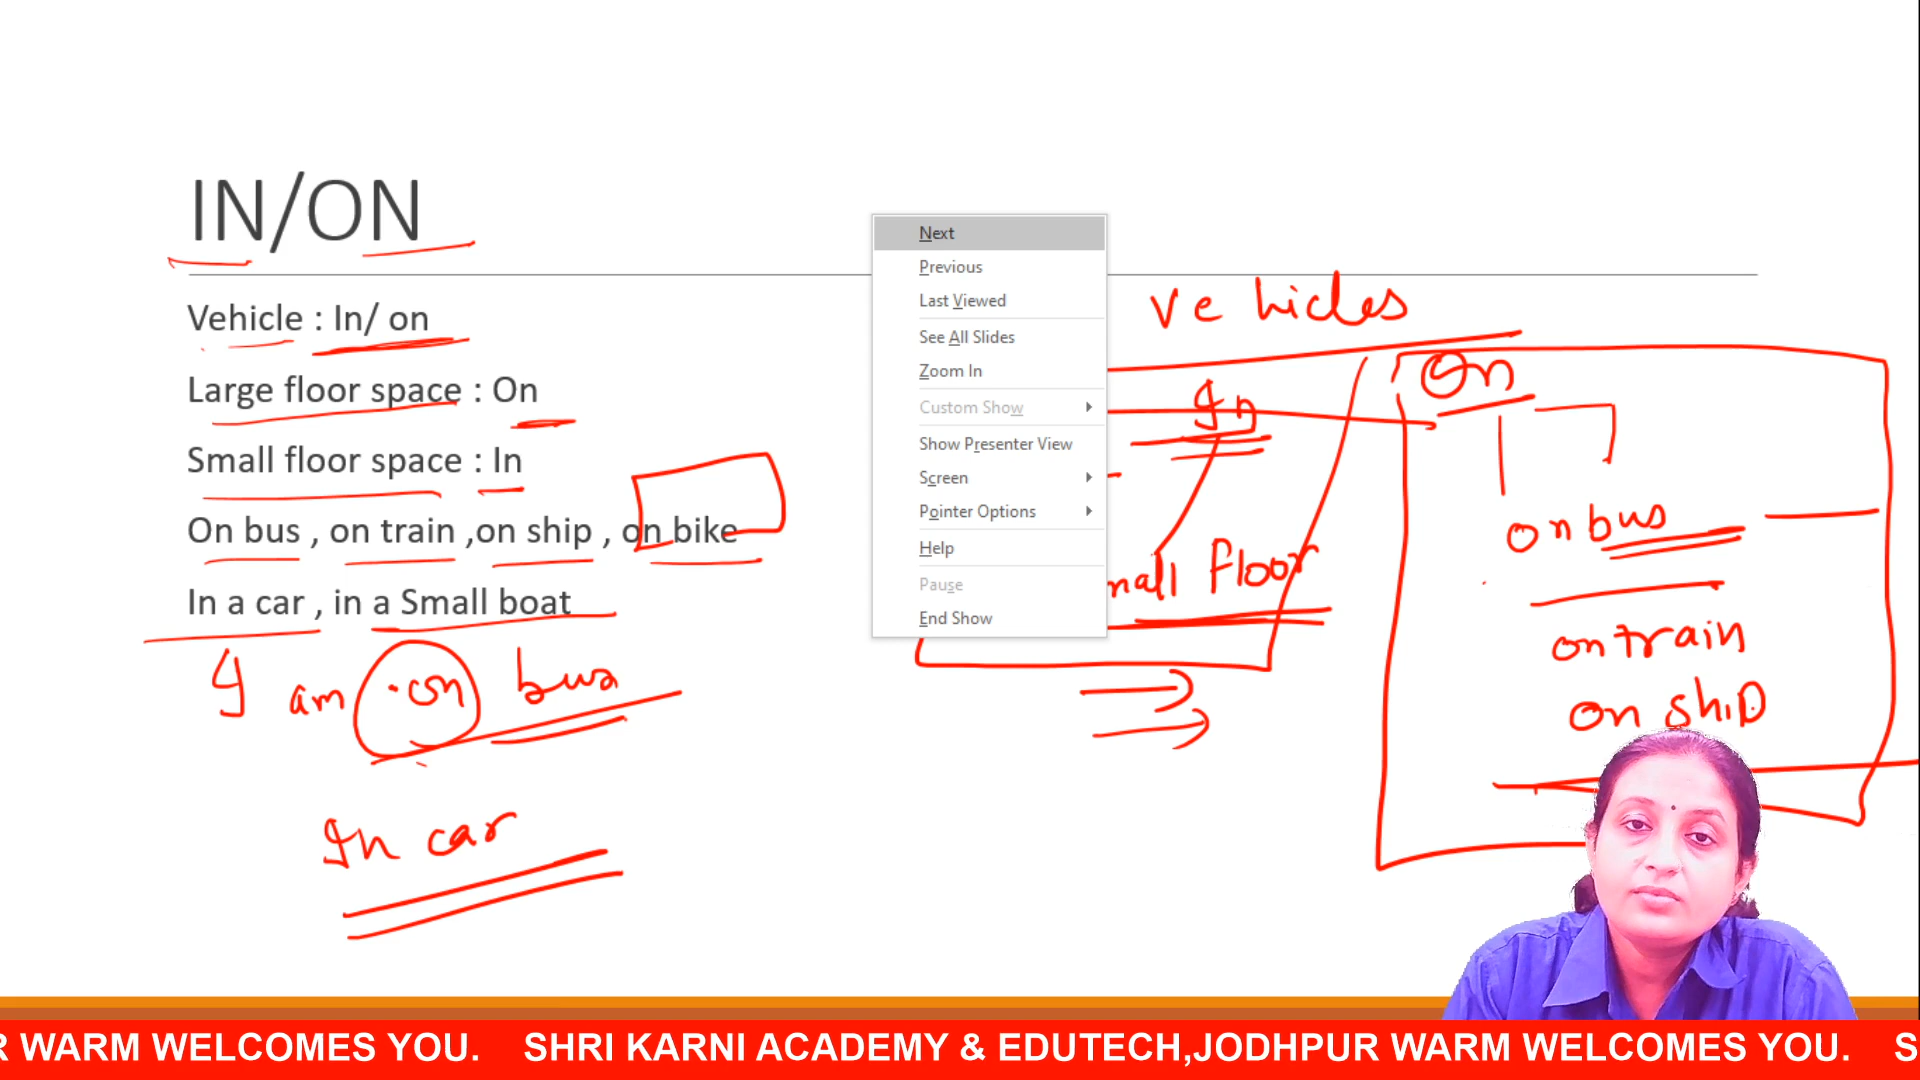 IN/ON
Vehicle : In/ on
Large floor space : On
Small floor space : In
On bus , on train ,on ship , on bike
In a car , in a Small boat
I am on bus
In car
Next
Previous
Last Viewed
See All Slides
Zoom In
Custom Show
Show Presenter View
Screen
Pointer Options
Help
Pause
End Show
Vehicles
In
mall Floor
On
on bus
on train
on ship
R WARM WELCOMES YOU. SHRI KARNI ACADEMY & EDUTECH,JODHPUR WARM WELCOMES YOU. S